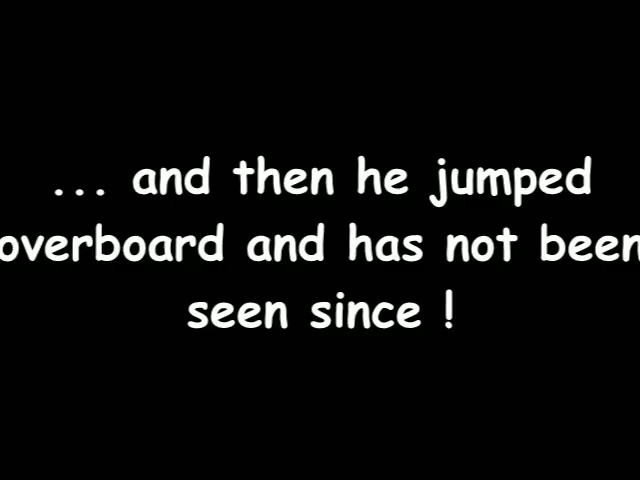 ... and then he jumped
overboard and has not been
seen since !